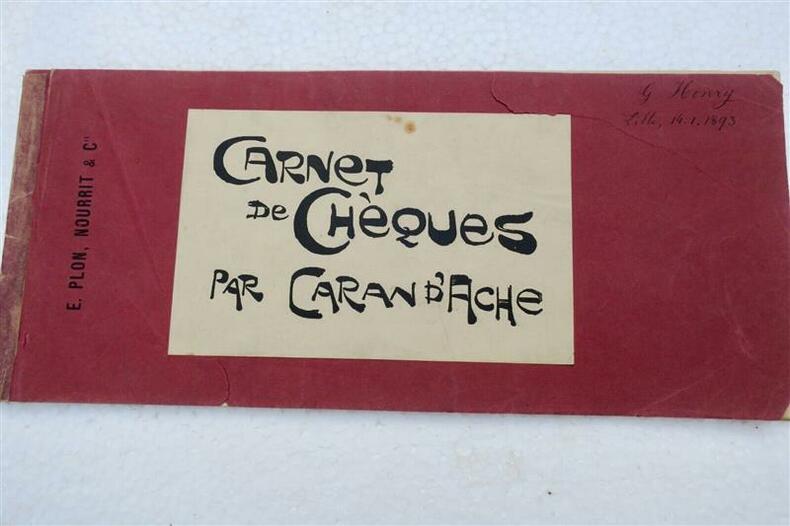 E. PLON, NOURRIT & Cie
G Henry
Lille, 14.1.1893
CARNET
DE CHÈQUES
PAR CARAN D'ACHE